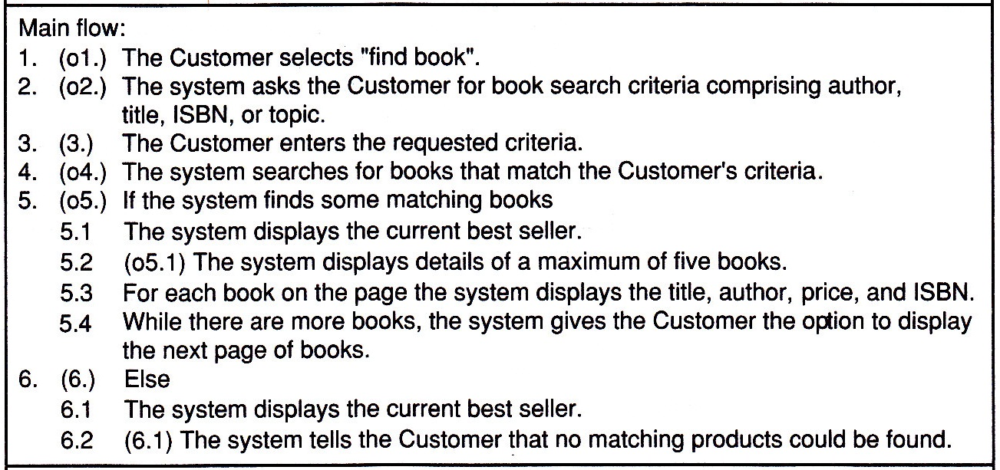 Main flow:
1. (o1.) The Customer selects "find book".
2. (o2.) The system asks the Customer for book search criteria comprising author,
title, ISBN, or topic.
3. (3.) The Customer enters the requested criteria.
4. (o4.) The system searches for books that match the Customer's criteria.
5. (o5.) If the system finds some matching books
5.1 The system displays the current best seller.
5.2 (o5.1) The system displays details of a maximum of five books.
5.3 For each book on the page the system displays the title, author, price, and ISBN.
5.4 While there are more books, the system gives the Customer the option to display
the next page of books.
6. (6.) Else
6.1 The system displays the current best seller.
6.2 (6.1) The system tells the Customer that no matching products could be found.